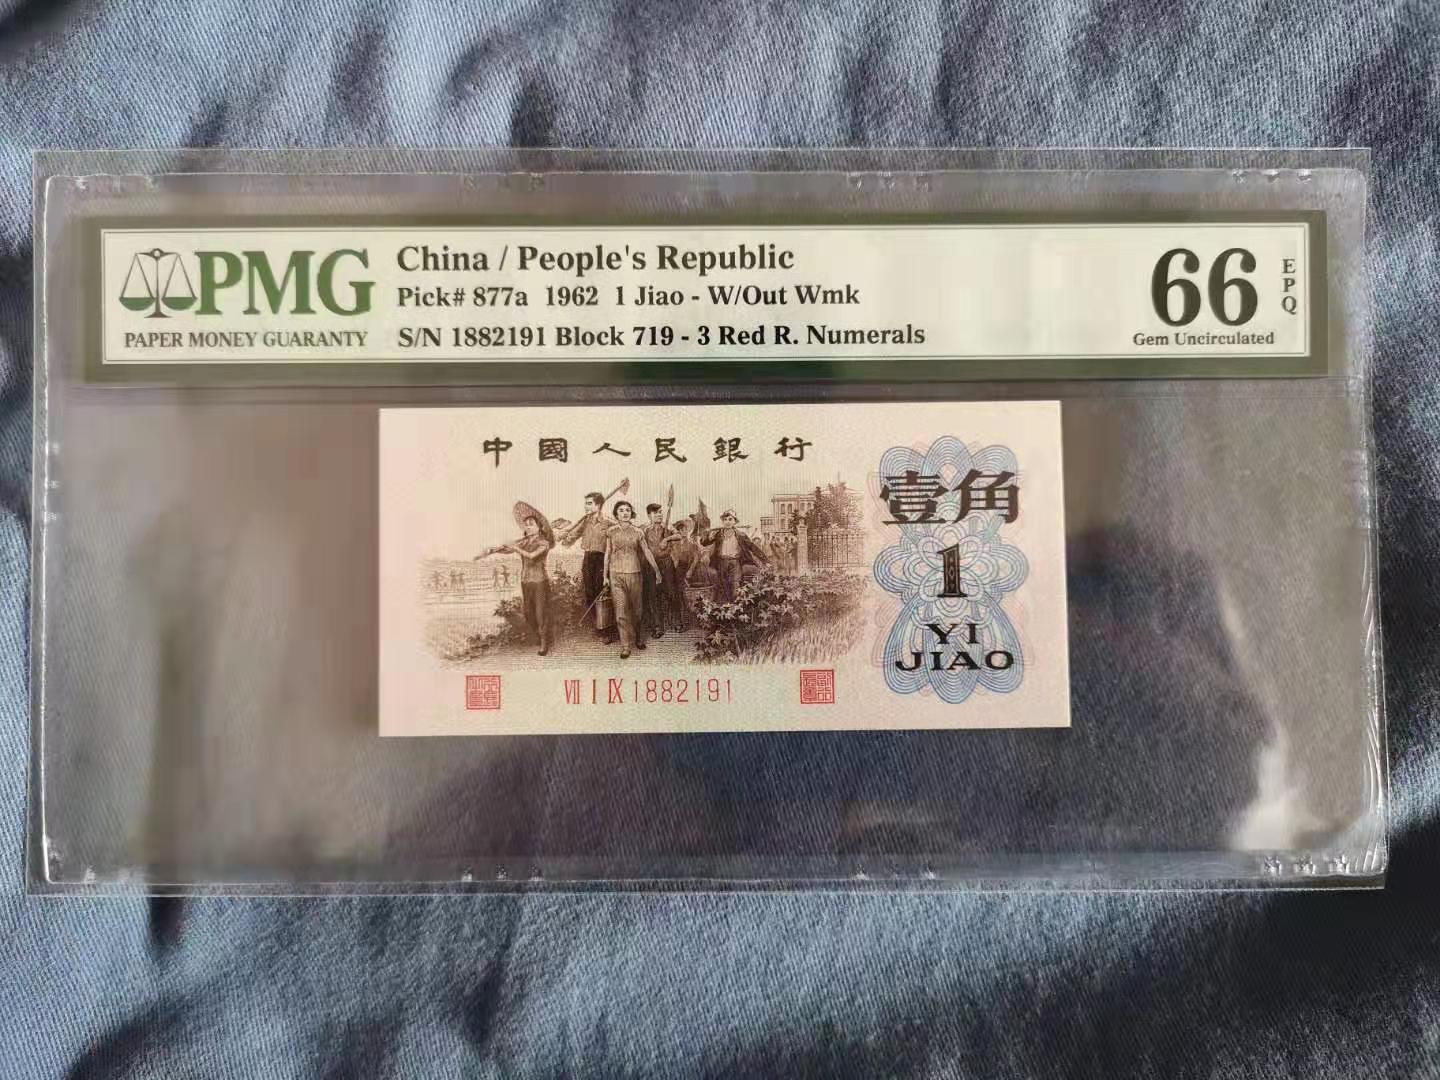 PMG
PAPER MONEY GUARANTY
China / People's Republic
Pick# 877a 1962 1 Jiao - W/Out Wmk
S/N 1882191 Block 719 - 3 Red R. Numerals
66
EPQ
Gem Uncirculated
中國人民銀行
壹角
1
YI
JIAO
VII I IX 1882191